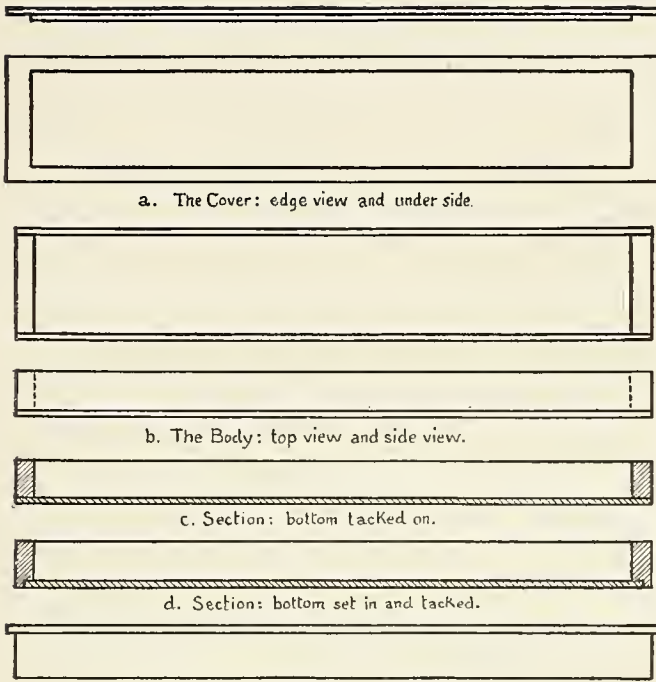 a. The Cover: edge view and under side.
b. The Body: top view and side view.
c. Section: bottom tacked on.
d. Section: bottom set in and tacked.